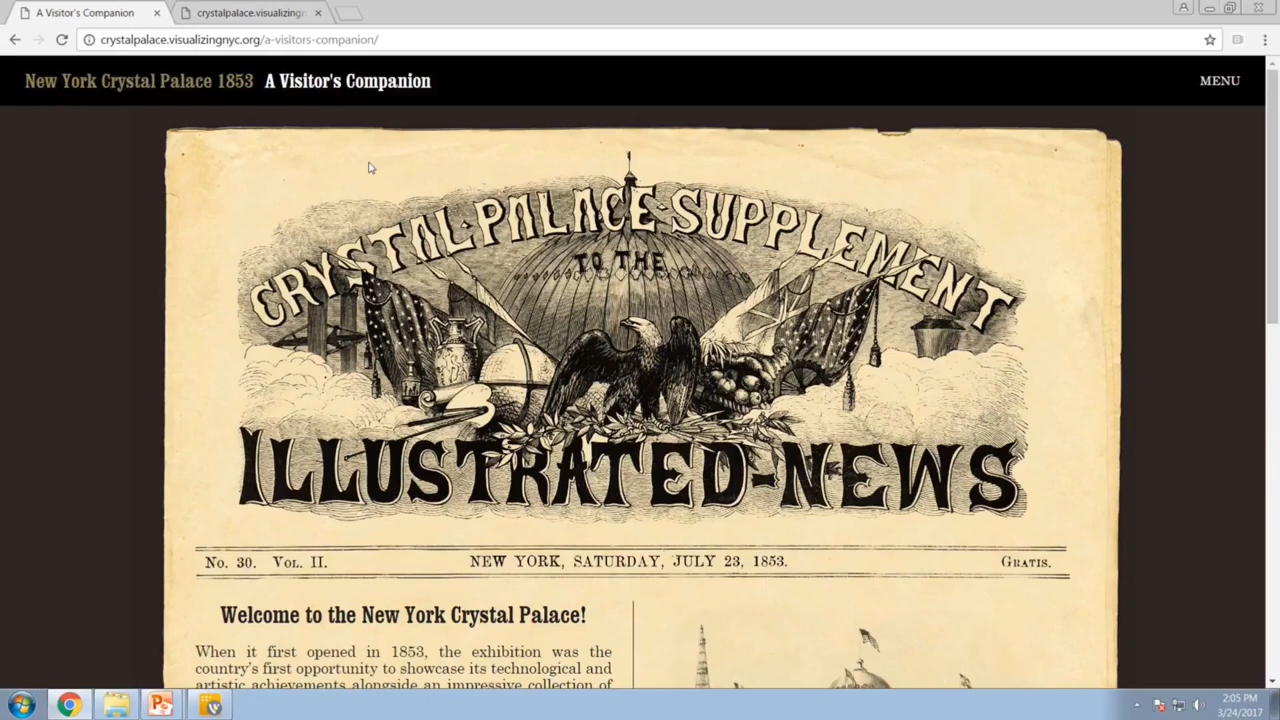 A Visitor's Companion
crystalpalace.visualizingn
crystalpalace.visualizingnyc.org/a-visitors-companion/
New York Crystal Palace 1853 A Visitor's Companion
MENU
CRYSTAL·PALACE·SUPPLEMENT
TO THE
ILLUSTRATED-NEWS
No. 30. Vol. II.
NEW YORK, SATURDAY, JULY 23, 1853.
Gratis.
Welcome to the New York Crystal Palace!
When it first opened in 1853, the exhibition was the
country's first opportunity to showcase its technological and
artistic achievements alongside an impressive collection of
2:05 PM
3/24/2017